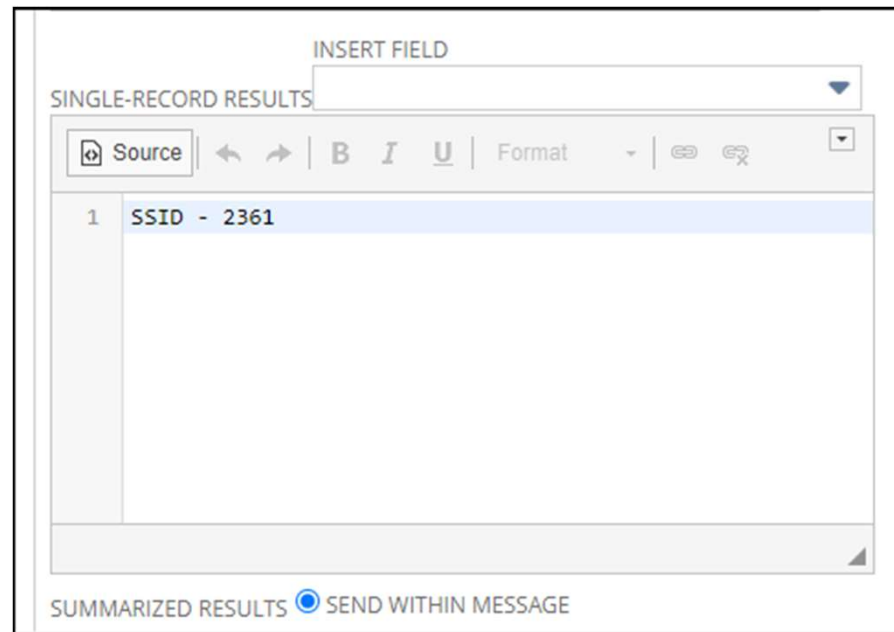 INSERT FIELD
SINGLE-RECORD RESULTS
Source B I U Format
1 SSID - 2361
SUMMARIZED RESULTS SEND WITHIN MESSAGE